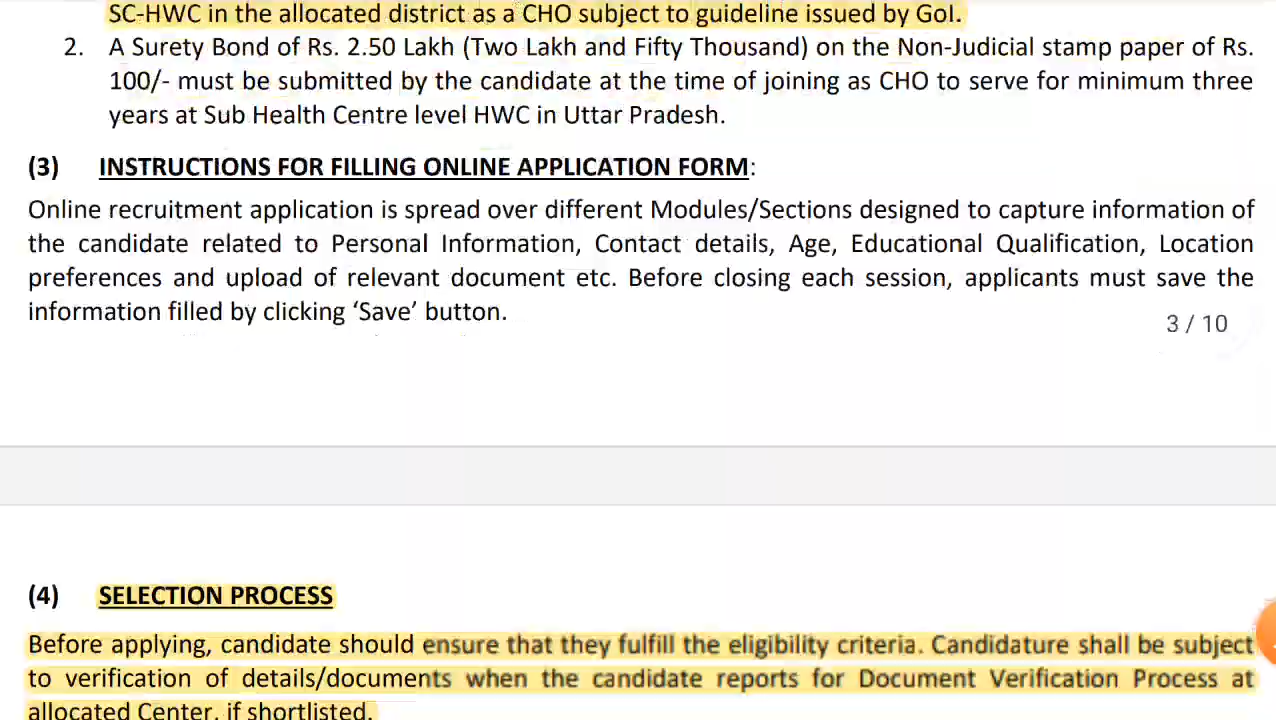 SC-HWC in the allocated district as a CHO subject to guideline issued by GoI.
2. A Surety Bond of Rs. 2.50 Lakh (Two Lakh and Fifty Thousand) on the Non-Judicial stamp paper of Rs.
100/- must be submitted by the candidate at the time of joining as CHO to serve for minimum three
years at Sub Health Centre level HWC in Uttar Pradesh.
(3) INSTRUCTIONS FOR FILLING ONLINE APPLICATION FORM:
Online recruitment application is spread over different Modules/Sections designed to capture information of
the candidate related to Personal Information, Contact details, Age, Educational Qualification, Location
preferences and upload of relevant document etc. Before closing each session, applicants must save the
information filled by clicking ‘Save’ button.
3 / 10
(4) SELECTION PROCESS
Before applying, candidate should ensure that they fulfill the eligibility criteria. Candidature shall be subject
to verification of details/documents when the candidate reports for Document Verification Process at
allocated Center, if shortlisted.